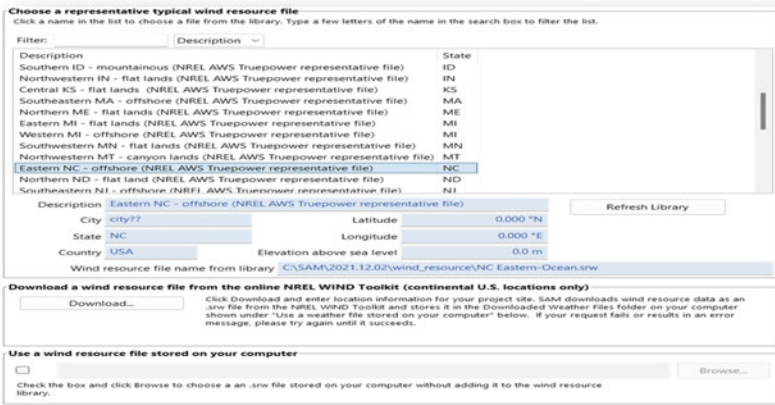 Choose a representative typical wind resource file
Click a name in the list to choose a file from the library. Type a few letters of the name in the search box to filter the list.
Filter: Description
Description State
Southern ID - mountainous (NREL AWS Truepower representative file) ID
Northwestern IN - flat lands (NREL AWS Truepower representative file) IN
Central KS - flat lands (NREL AWS Truepower representative file) KS
Southeastern MA - offshore (NREL AWS Truepower representative file) MA
Northern ME - flat lands (NREL AWS Truepower representative file) ME
Eastern MI - flat lands (NREL AWS Truepower representative file) MI
Western MI - offshore (NREL AWS Truepower representative file) MI
Southwestern MN - flat lands (NREL AWS Truepower representative file) MN
Northwestern MT - canyon lands (NREL AWS Truepower representative file) MT
Eastern NC - offshore (NREL AWS Truepower representative file) NC
Northern ND - flat land (NREL AWS Truepower representative file) ND
Southeastern NJ - offshore (NREL AWS Truepower representative file) NJ
Description Eastern NC - offshore (NREL AWS Truepower representative file) Refresh Library
City city?? Latitude 0.000 °N
State NC Longitude 0.000 °E
Country USA Elevation above sea level 0.0 m
Wind resource file name from library C:\SAM\2021.12.02\wind_resource\NC Eastern-Ocean.srw
Download a wind resource file from the online NREL WIND Toolkit (continental U.S. locations only)
Download... Click Download and enter location information for your project site. SAM downloads wind resource data as an
.srw file from the NREL WIND Toolkit and stores it in the Downloaded Weather Files folder on your computer
shown under "Use a weather file stored on your computer" below. If your request fails or results in an error
message, please try again until it succeeds.
Use a wind resource file stored on your computer
Browse...
Check the box and click Browse to choose a an .srw file stored on your computer without adding it to the wind resource
library.